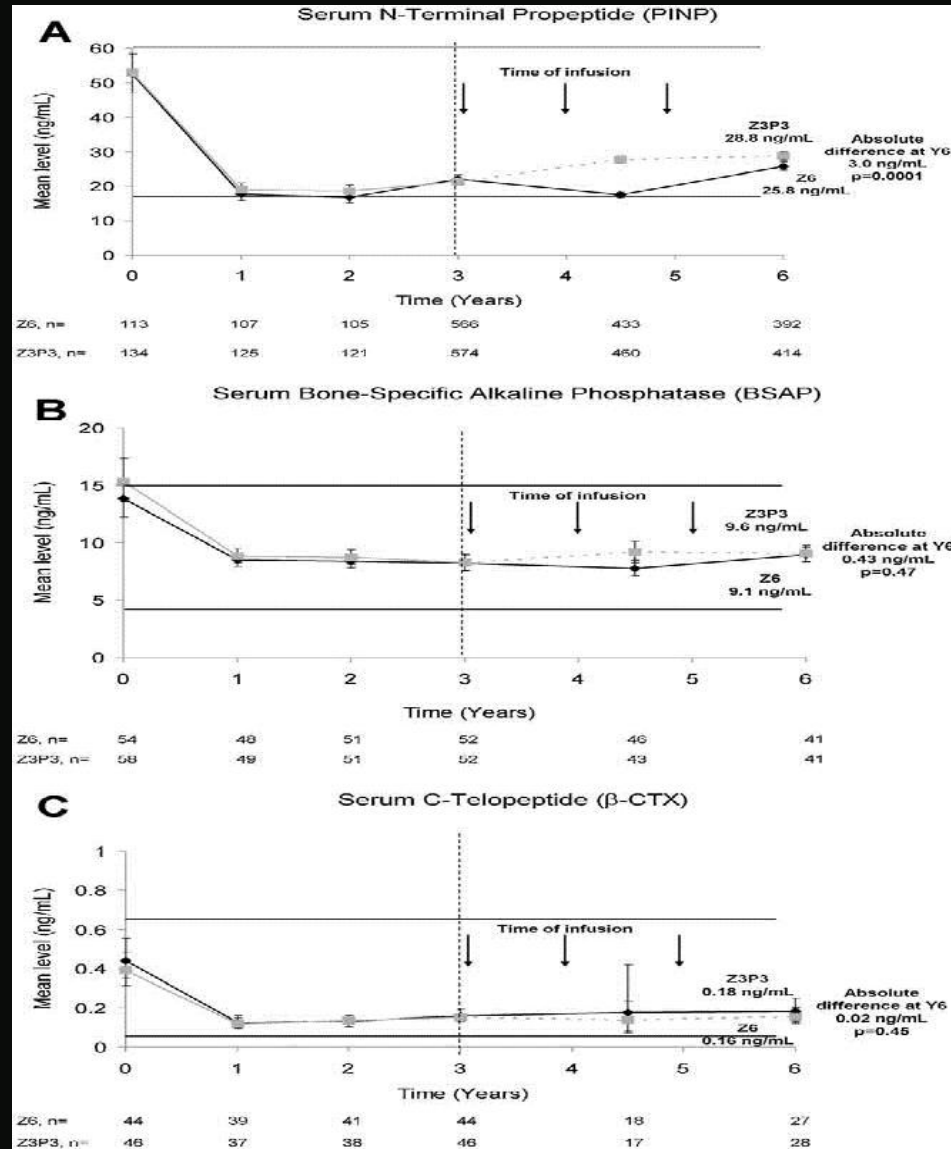 A
Serum N-Terminal Propeptide (PINP)
Mean level (ng/mL)
60
50
40
30
20
10
0
Time of infusion
Z3P3
28.8 ng/mL
Z6
25.8 ng/mL
Absolute
difference at Y6
3.0 ng/mL
p=0.0001
0 1 2 3 4 5 6
Time (Years)
Z6, n= 113 107 105 566 433 392
Z3P3, n= 134 125 121 574 460 414
B
Serum Bone-Specific Alkaline Phosphatase (BSAP)
Mean level (ng/mL)
20
15
10
5
0
Time of infusion
Z3P3
9.6 ng/mL
Z6
9.1 ng/mL
Absolute
difference at Y6
0.43 ng/mL
p=0.47
0 1 2 3 4 5 6
Time (Years)
Z6, n= 54 48 51 52 46 41
Z3P3, n= 58 49 51 52 43 41
C
Serum C-Telopeptide (β-CTX)
Mean level (ng/mL)
1
0.8
0.6
0.4
0.2
0
Time of infusion
Z3P3
0.18 ng/mL
Z6
0.16 ng/mL
Absolute
difference at Y6
0.02 ng/mL
p=0.45
0 1 2 3 4 5 6
Time (Years)
Z6, n= 44 39 41 44 18 27
Z3P3, n= 46 37 38 46 17 28